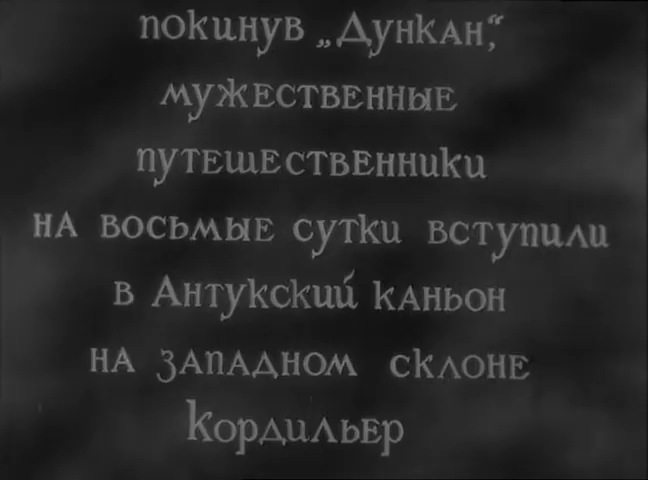 покинув „Дункан“,
мужественные
путешественники
на восьмые сутки вступили
в Антукский каньон
на западном склоне
Кордильер